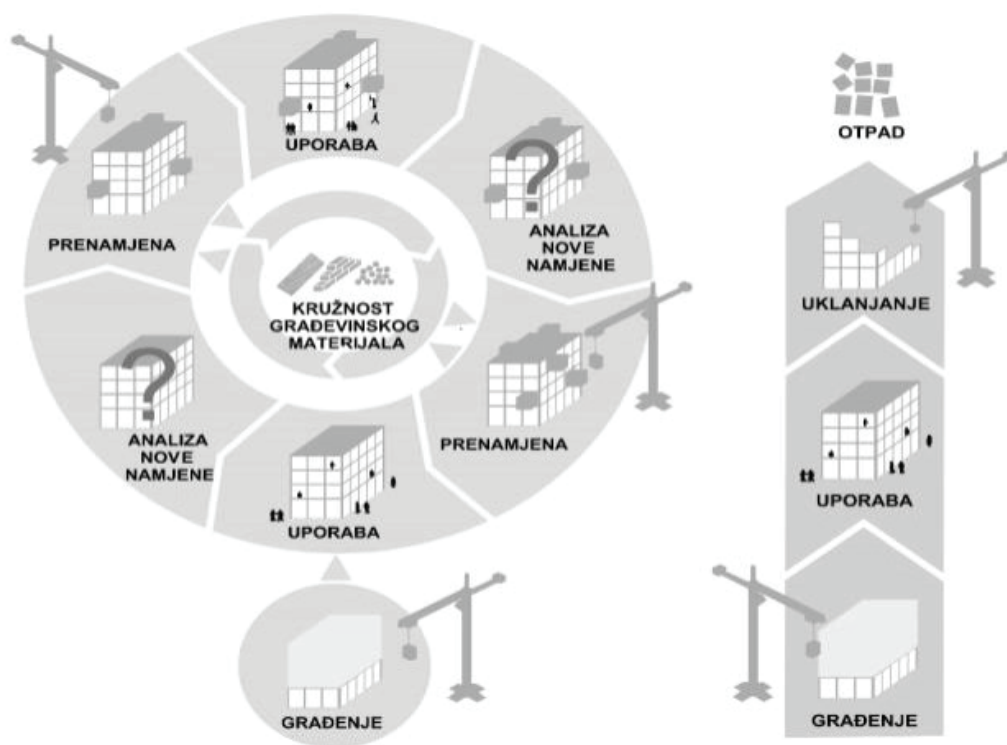 UPORABA
ANALIZA
NOVE
NAMJENE
PRENAMJENA
KRUŽNOST
GRAĐEVINSKOG
MATERIJALA
PRENAMJENA
ANALIZA
NOVE
NAMJENE
UPORABA
GRAĐENJE
OTPAD
UKLANJANJE
UPORABA
GRAĐENJE